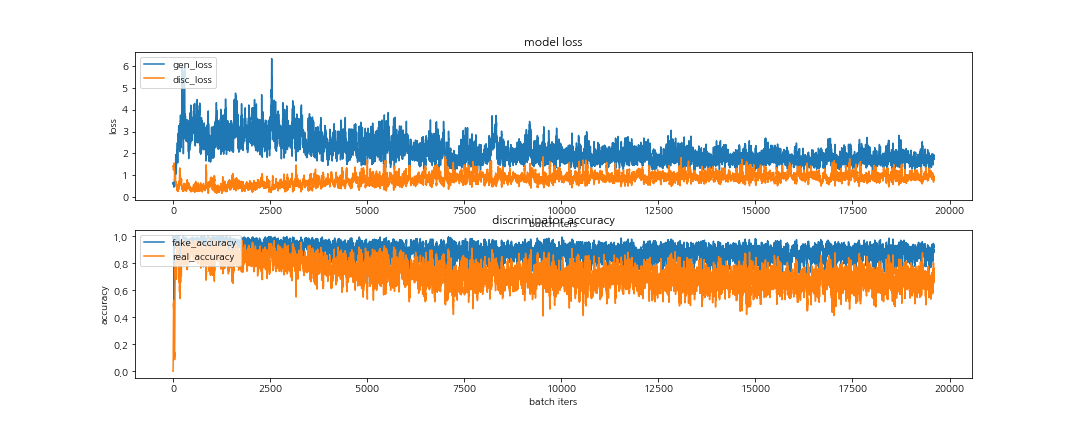 model loss
gen_loss
disc_loss
6
5
4
3
2
1
0
loss
0 2500 5000 7500 10000 12500 15000 17500 20000
batch iters
discriminator accuracy
fake_accuracy
real_accuracy
1,0
0,8
0,6
0,4
0,2
0,0
accuracy
0 2500 5000 7500 10000 12500 15000 17500 20000
batch iters